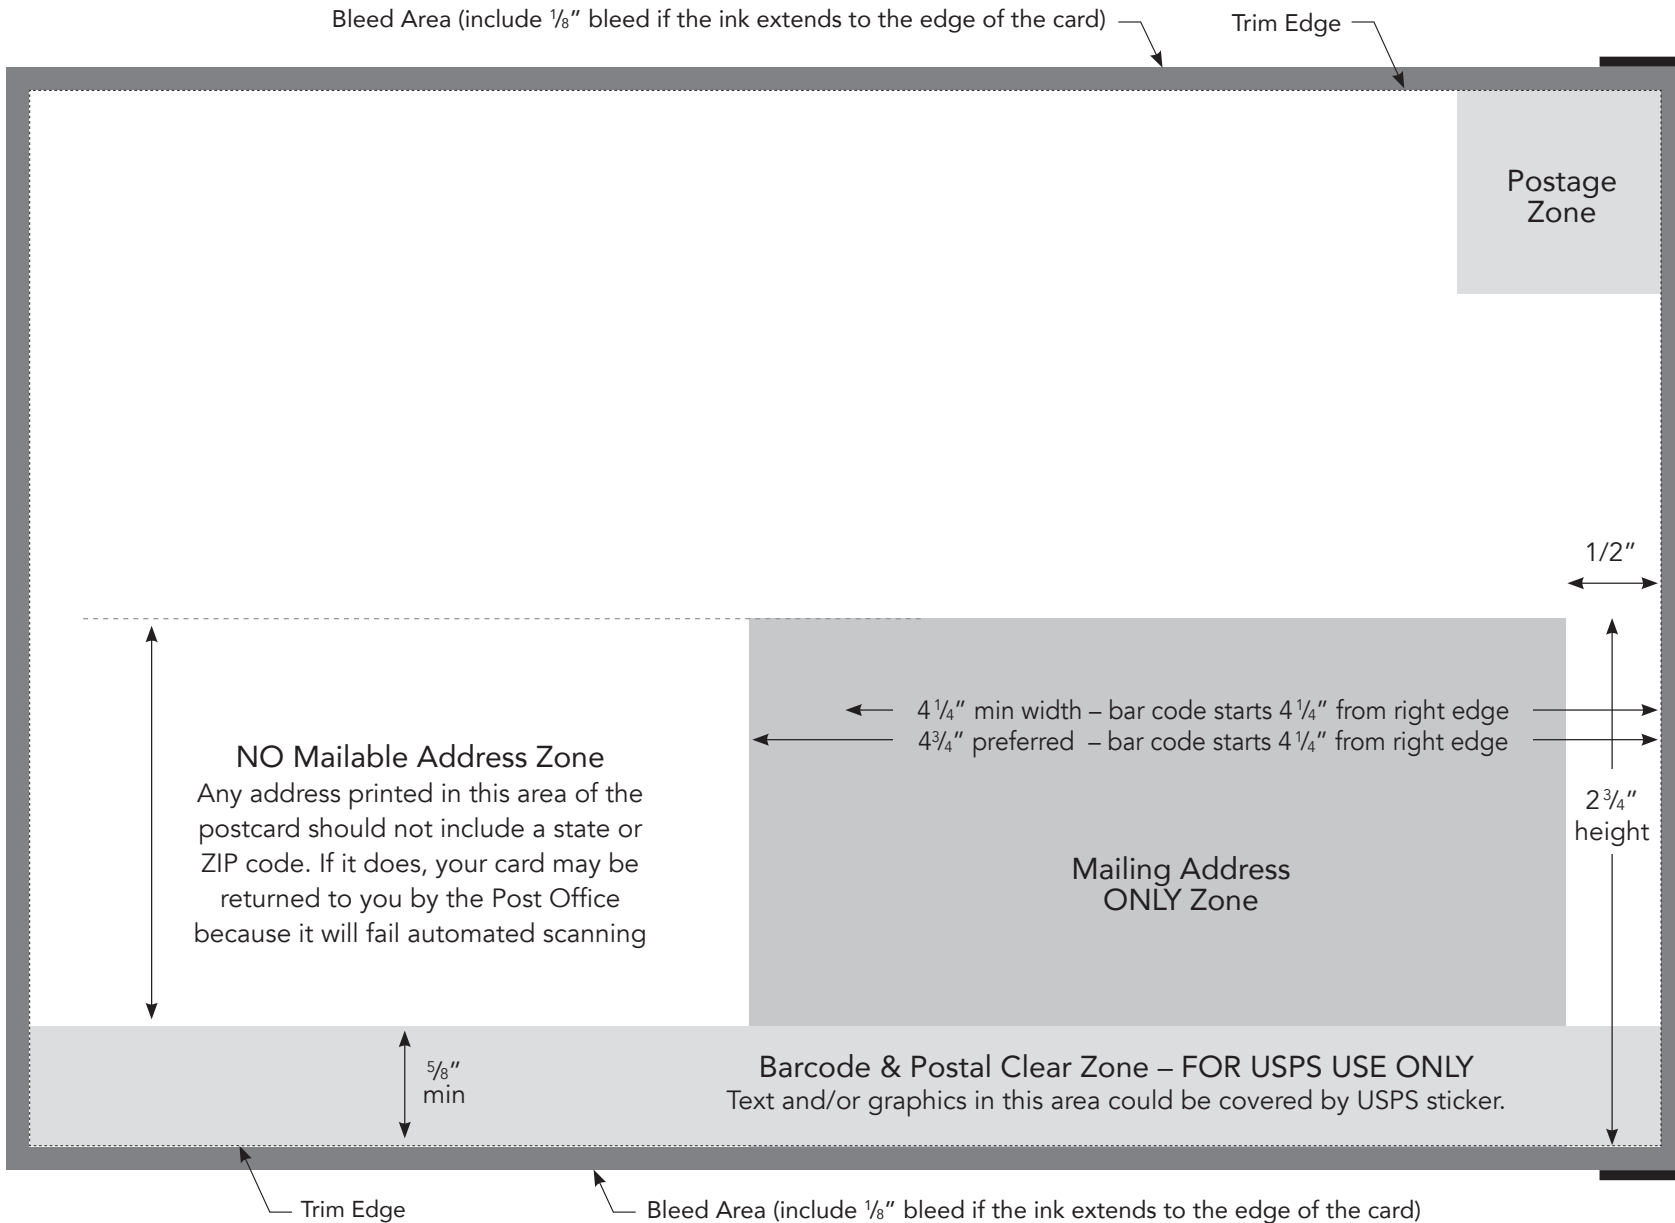 Bleed Area (include ⅛″ bleed if the ink extends to the edge of the card)
Trim Edge
Postage
Zone
1/2″
4¼″ min width – bar code starts 4¼″ from right edge
4¾″ preferred – bar code starts 4¼″ from right edge
NO Mailable Address Zone
Any address printed in this area of the
postcard should not include a state or
ZIP code. If it does, your card may be
returned to you by the Post Office
because it will fail automated scanning
2¾″
height
Mailing Address
ONLY Zone
⅝″
min
Barcode & Postal Clear Zone – FOR USPS USE ONLY
Text and/or graphics in this area could be covered by USPS sticker.
Trim Edge
Bleed Area (include ⅛″ bleed if the ink extends to the edge of the card)